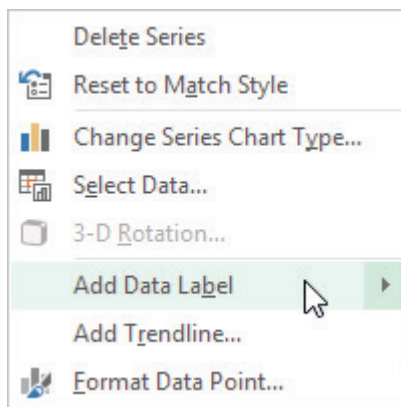 Delete Series
Reset to Match Style
Change Series Chart Type...
Select Data...
3-D Rotation...
Add Data Label
Add Trendline...
Format Data Point...